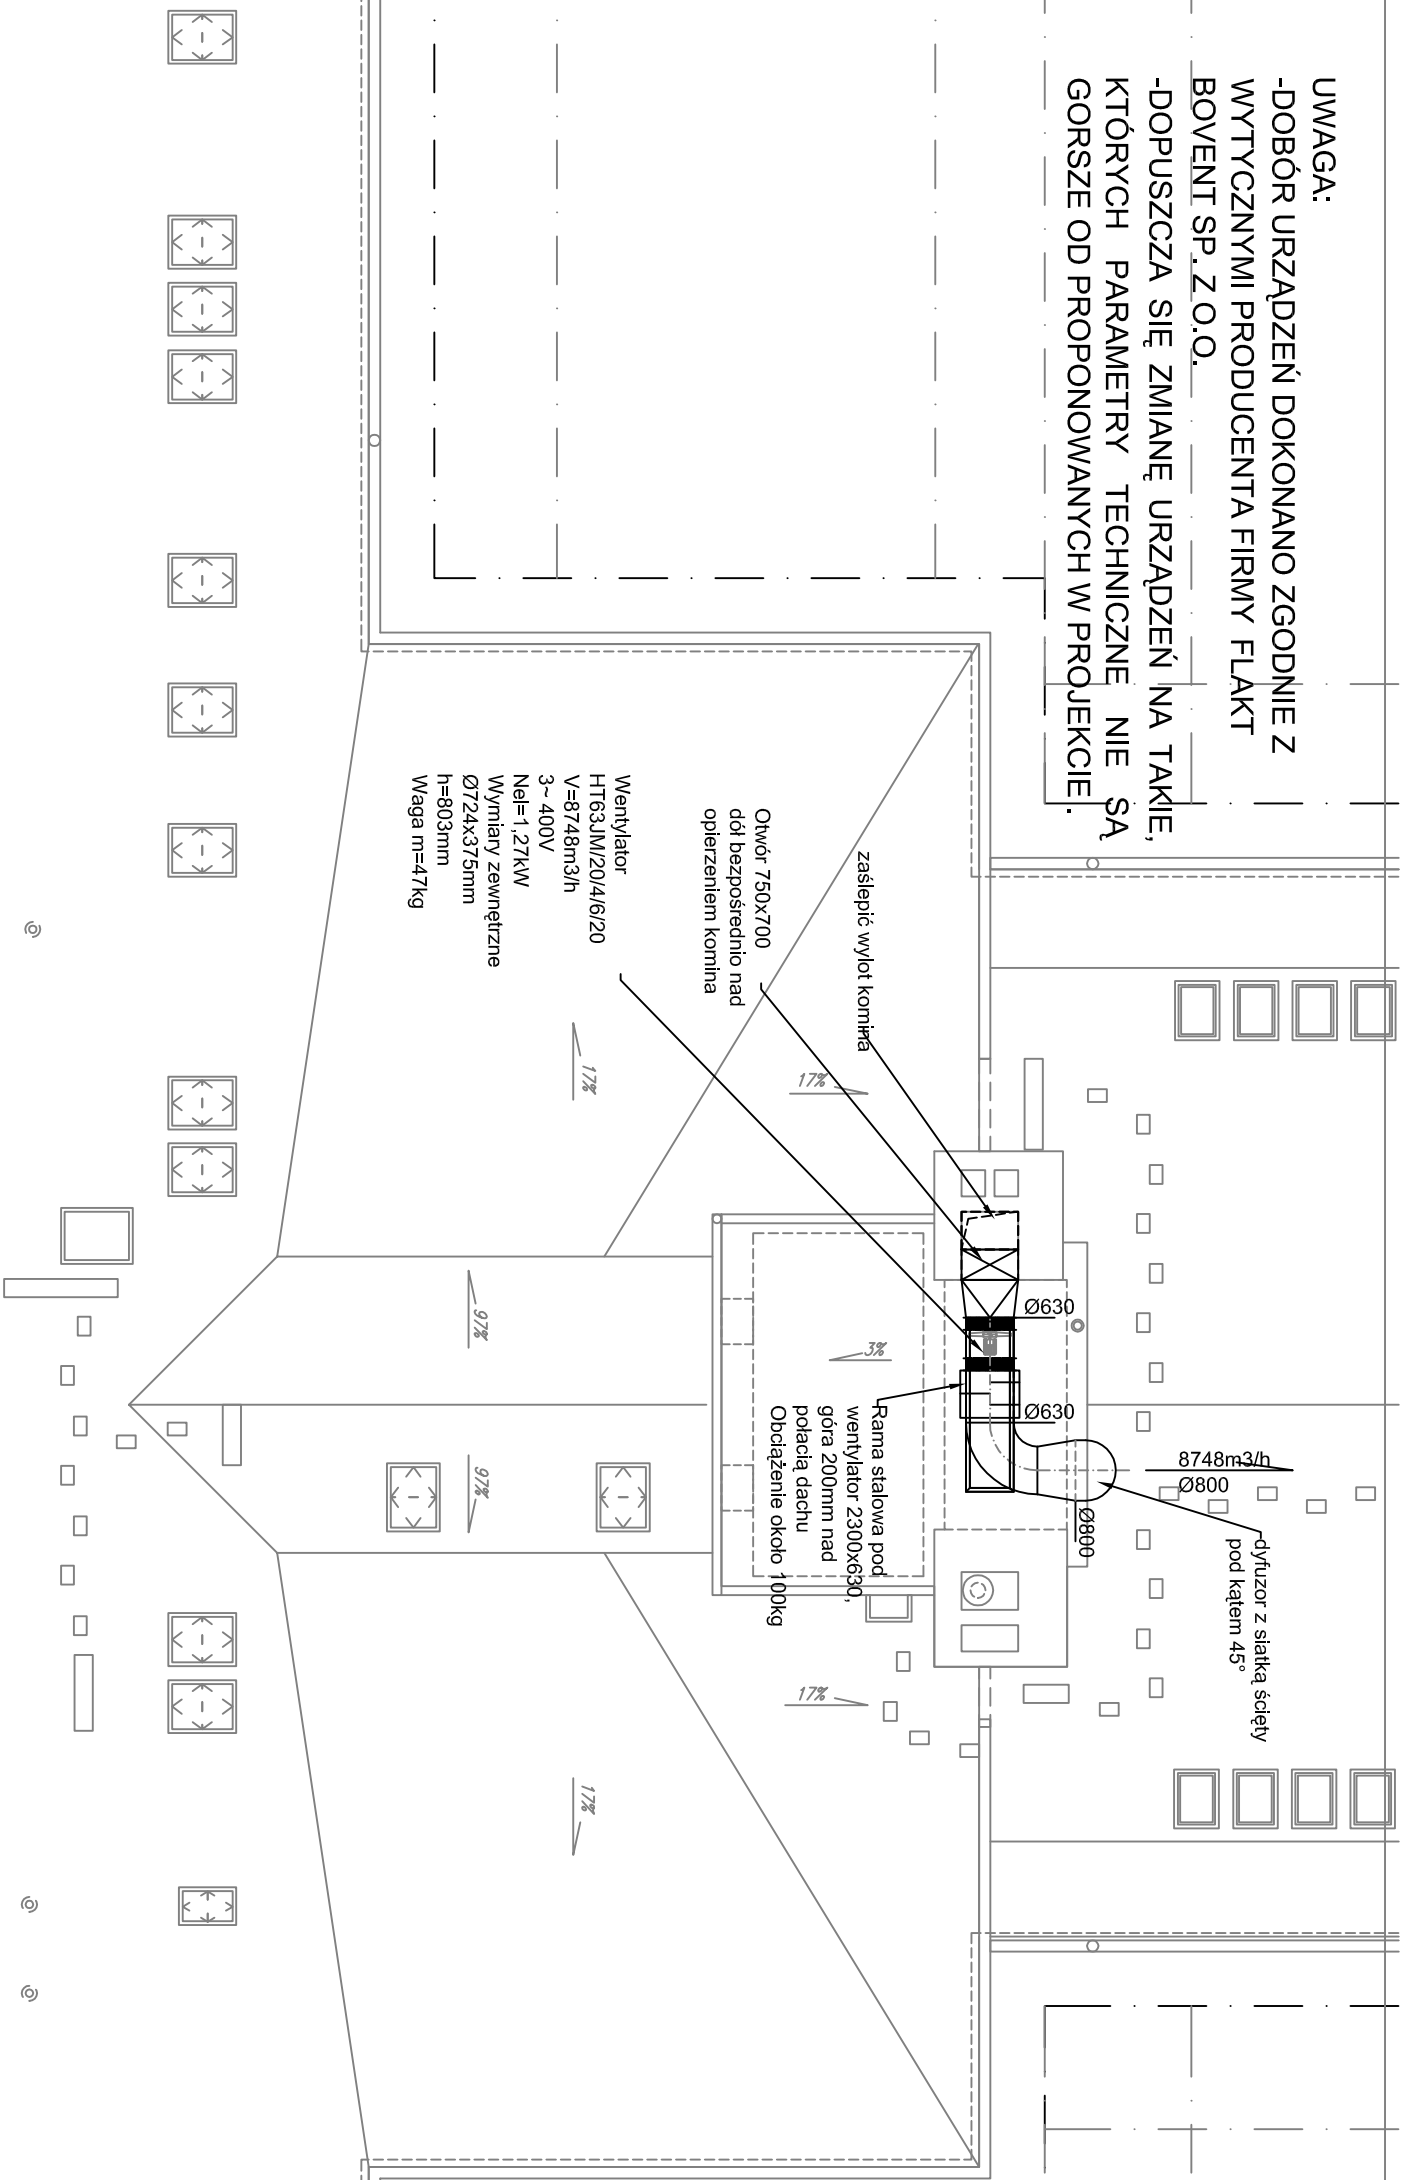 UWAGA:
-DOBÓR URZĄDZEŃ DOKONANO ZGODNIE Z
WYTYCZNYMI PRODUCENTA FIRMY FLAKT
BOVENT SP. Z O.O.
-DOPUSZCZA SIĘ ZMIANĘ URZĄDZEŃ NA TAKIE,
KTÓRYCH PARAMETRY TECHNICZNE NIE SĄ
GORSZE OD PROPONOWANYCH W PROJEKCIE.
zaślepić wylot komina
Otwór 750x700
dół bezpośrednio nad
opierzeniem komina
Wentylator
HT63JM/20/4/6/20
V=8748m3/h
3~ 400V
Nel=1,27kW
Wymiary zewnętrzne
Ø724x375mm
h=803mm
Waga m=47kg
17%
17%
Ø630
Ø630
97%
3%
97%
Rama stalowa pod
wentylator 2300x630,
góra 200mm nad
połacią dachu
Obciążenie około 100kg
8748m3/h
Ø800
Ø800
dyfuzor z siatką ścięty
pod kątem 45°
17%
17%